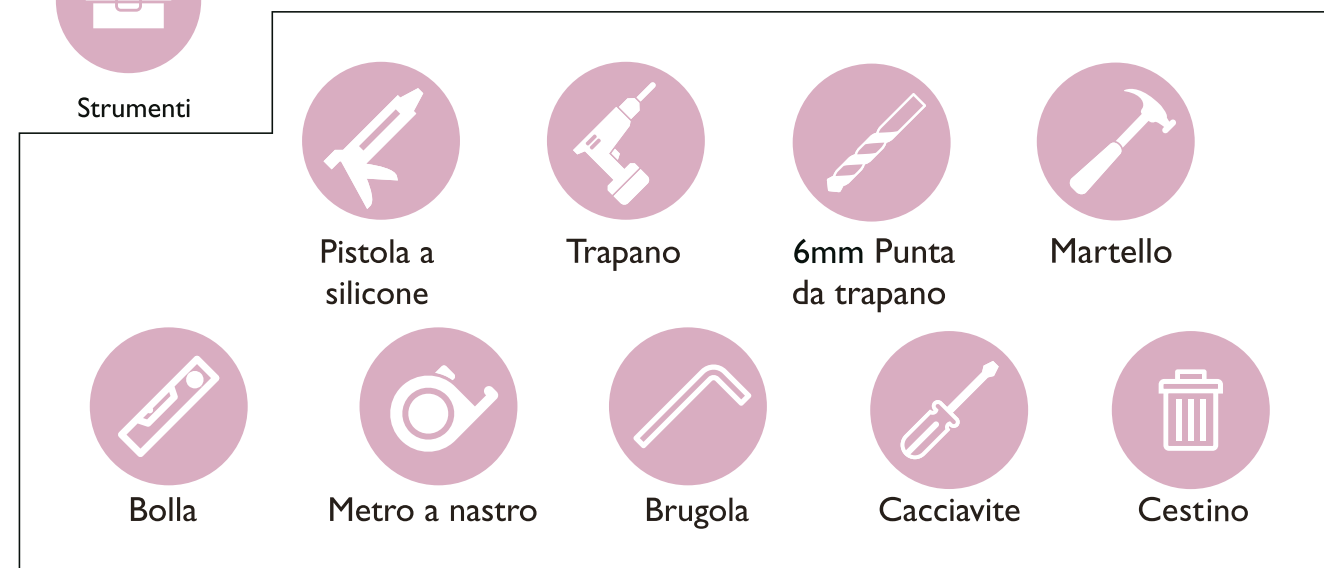 Strumenti
Pistola a
silicone
Trapano
6mm Punta
da trapano
Martello
Bolla
Metro a nastro
Brugola
Cacciavite
Cestino